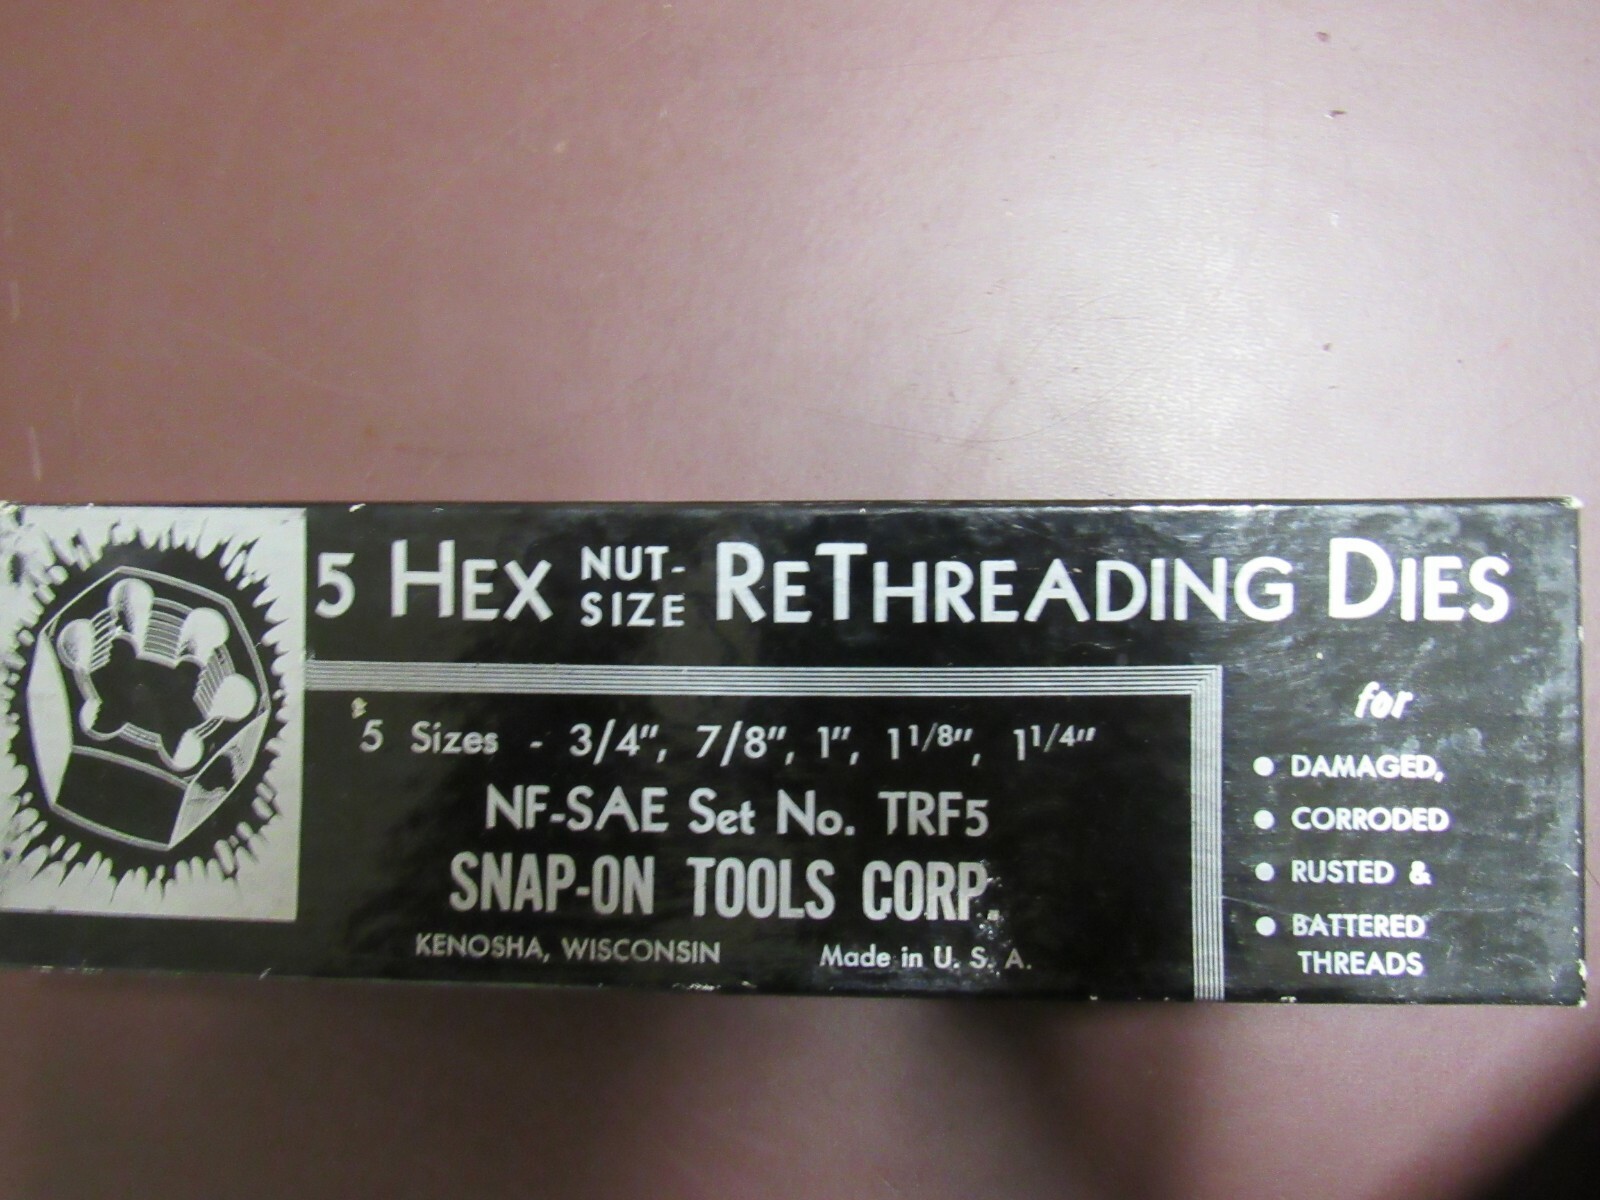 5 HEX NUT-SIZE RETHREADING DIES
for
5 Sizes - 3/4", 7/8", 1", 1 1/8", 1 1/4"
NF-SAE Set No. TRF5
SNAP-ON TOOLS CORP.
KENOSHA, WISCONSIN Made in U. S. A.
● DAMAGED,
● CORRODED
● RUSTED &
● BATTERED
THREADS